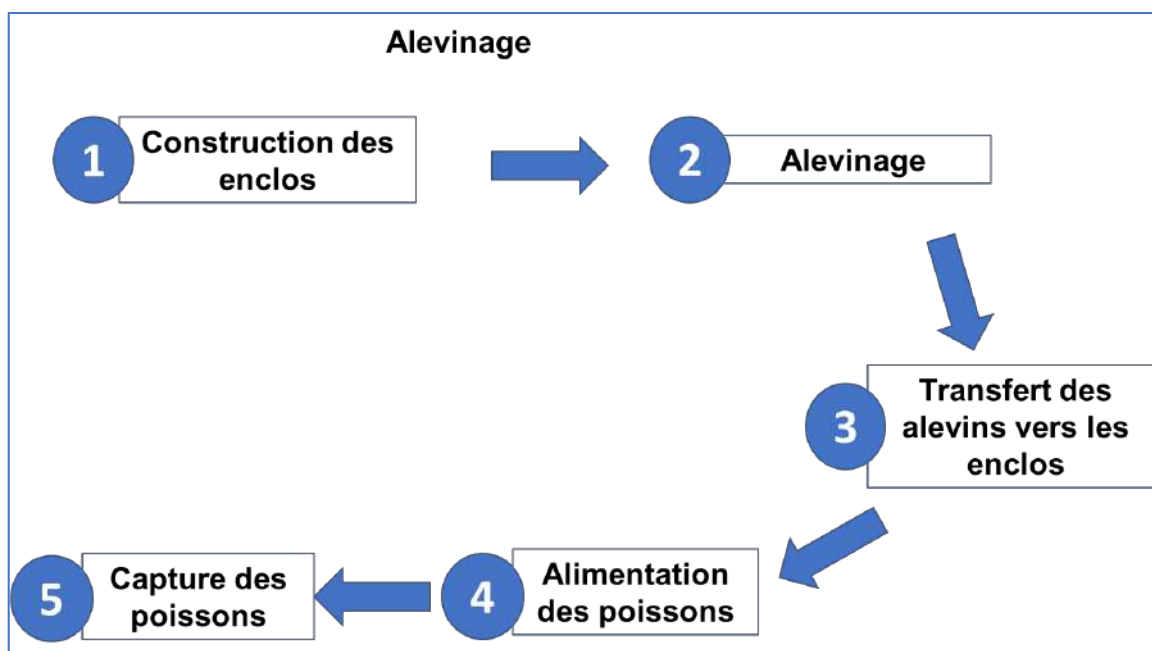 Alevinage
1
Construction des
enclos
2
Alevinage
3
Transfert des
alevins vers les
enclos
4
Alimentation
des poissons
5
Capture des
poissons